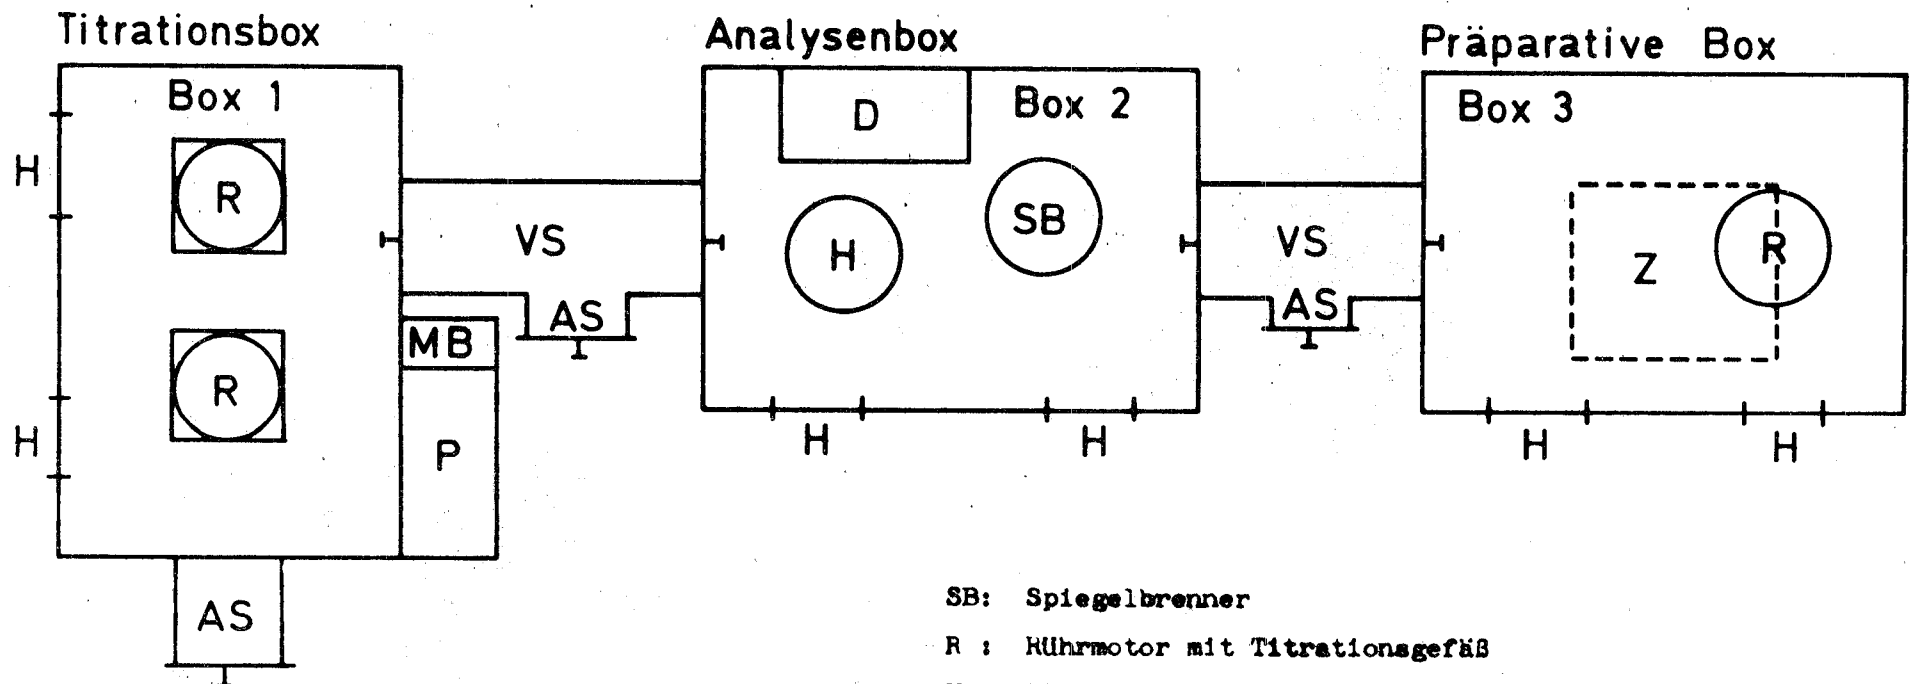 Titrationsbox
Analysenbox
Präparative Box
Box 1
Box 2
Box 3
D
H
R
VS
H
SB
VS
Z
R
AS
AS
MB
R
H
P
H
H
H
H
AS
SB: Spiegelbrenner
R : Rührmotor mit Titrationsgefäß